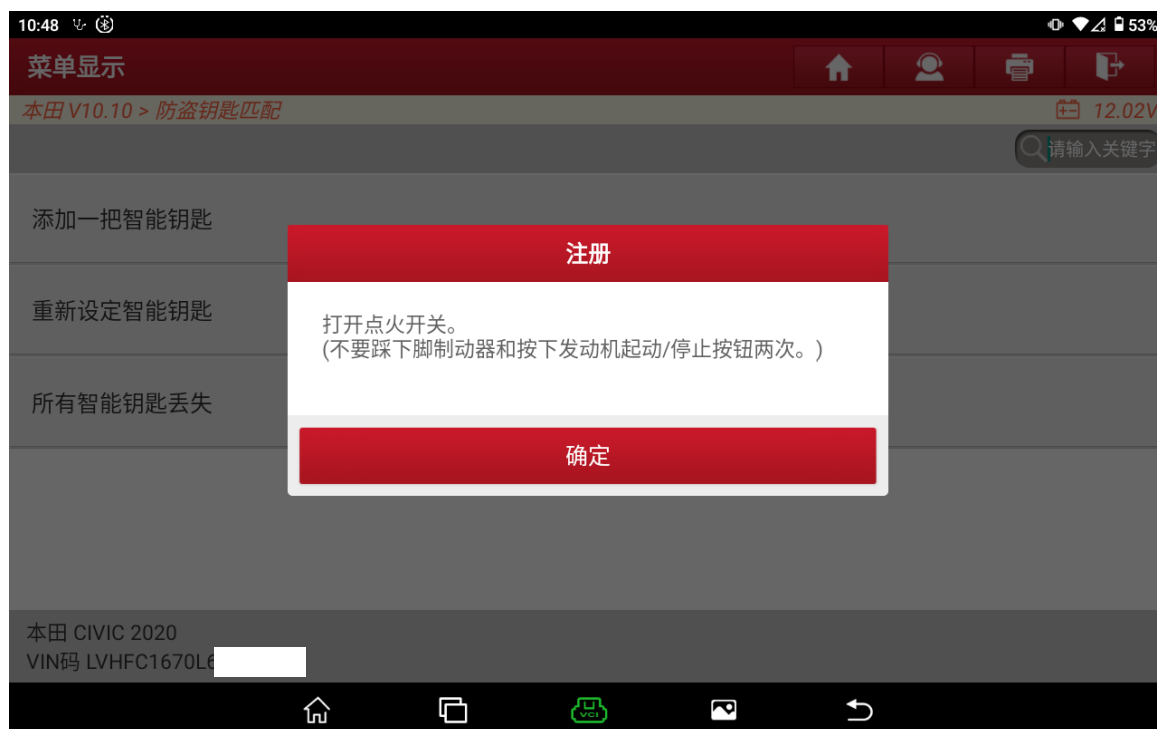 10:48
53%
菜单显示
本田 V10.10 > 防盗钥匙匹配
12.02V
请输入关键字
添加一把智能钥匙
重新设定智能钥匙
所有智能钥匙丢失
注册
打开点火开关。
(不要踩下脚制动器和按下发动机起动/停止按钮两次。)
确定
本田 CIVIC 2020
VIN码 LVHFC1670L6
VCI